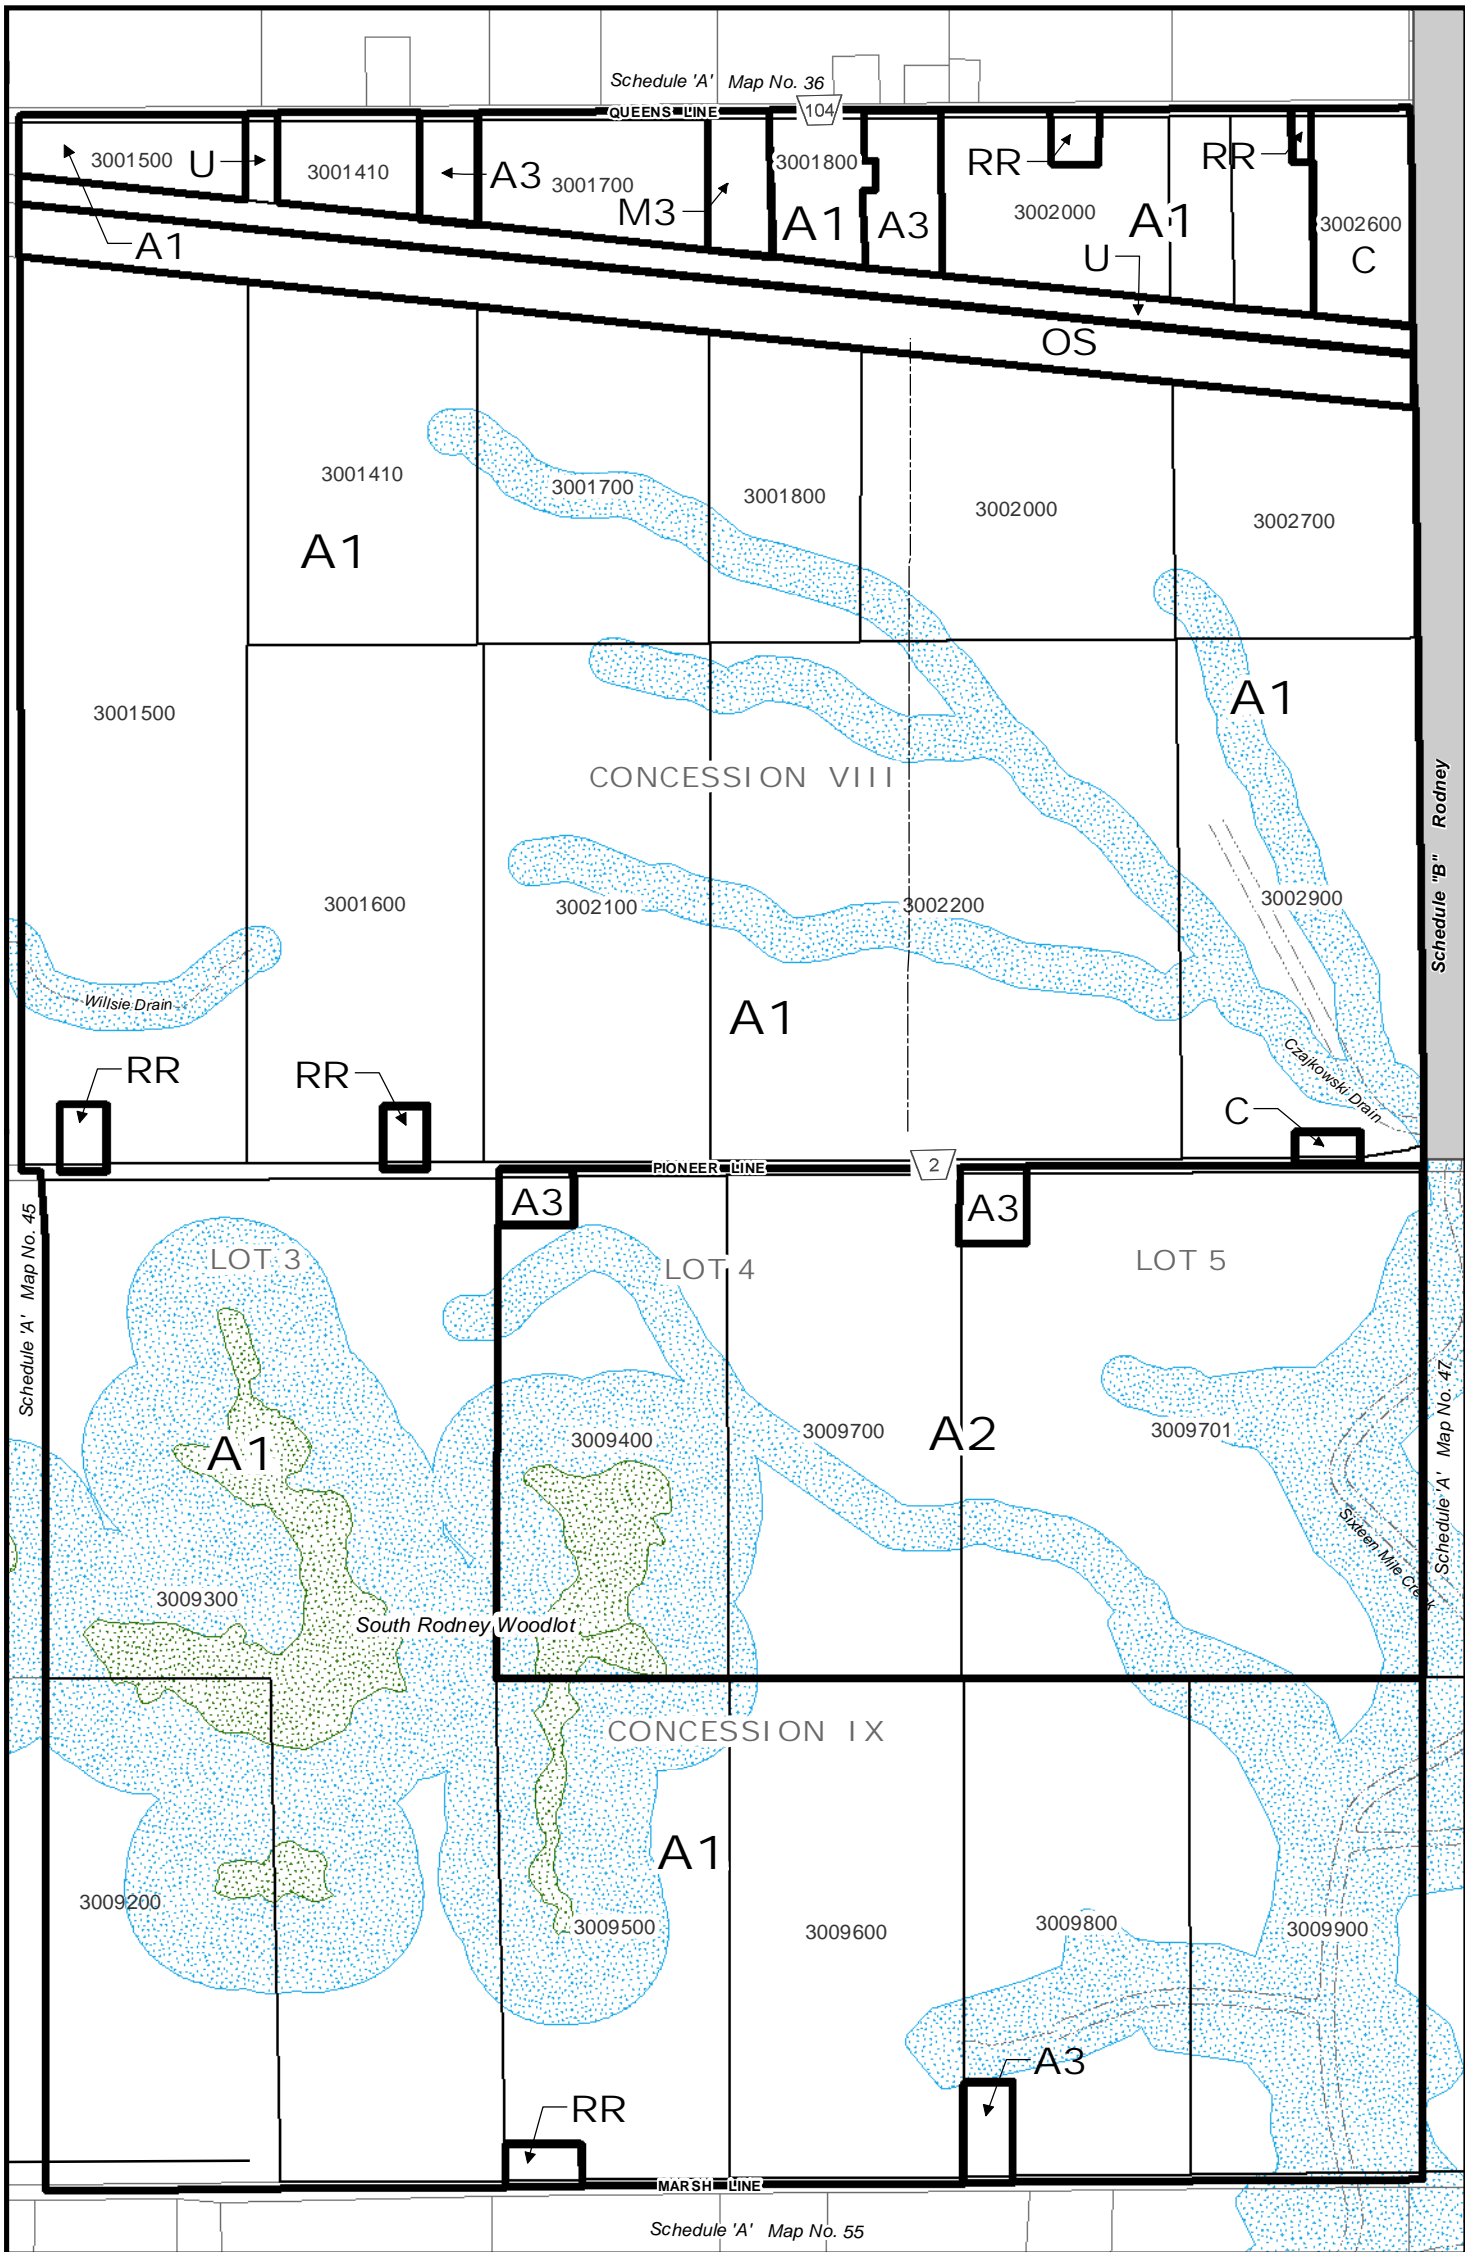 Schedule 'A' Map No. 36
QUEENS LINE
104
3001500
U
3001410
A3
3001700
M3
3001800
A1
A3
RR
3002000
A1
RR
3002600
C
A1
U
OS
3001410
3001700
3001800
3002000
3002700
A1
A1
3001500
CONCESSION VIII
Schedule "B" Rodney
3001600
3002100
3002200
3002900
Willsie Drain
A1
Czajkowski Drain
RR
RR
C
PIONEER LINE
2
A3
A3
Schedule 'A' Map No. 45
LOT 3
LOT 4
LOT 5
3009400
3009700
A2
3009701
Schedule 'A' Map No. 47
A1
Sixteen Mile Creek
3009300
South Rodney Woodlot
CONCESSION IX
A1
3009200
3009500
3009600
3009800
3009900
A3
RR
MARSH LINE
Schedule 'A' Map No. 55